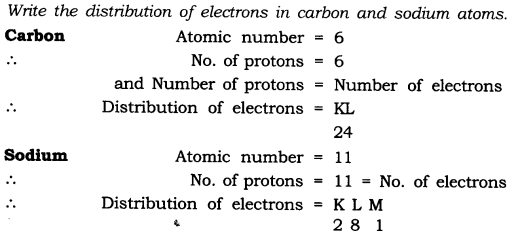 Write the distribution of electrons in carbon and sodium atoms.
Carbon Atomic number = 6
∴ No. of protons = 6
and Number of protons = Number of electrons
∴ Distribution of electrons = KL
24
Sodium Atomic number = 11
∴ No. of protons = 11 = No. of electrons
∴ Distribution of electrons = K L M
2 8 1